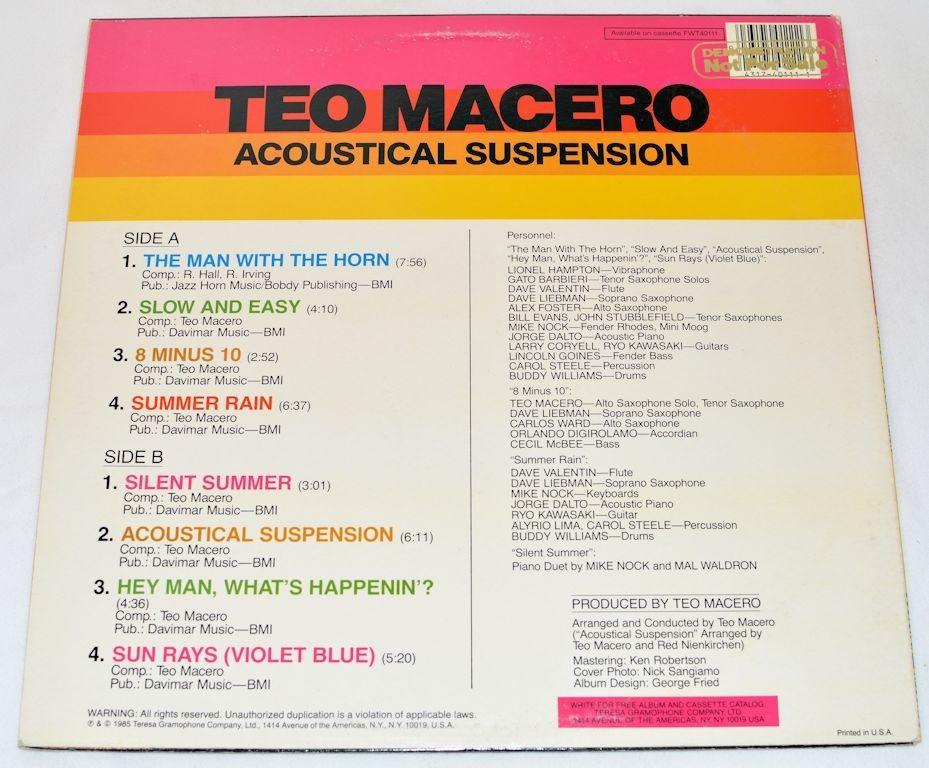 Available on cassette FWT40111
DEMONSTRATION
Not For Sale
4317-40111-1
TEO MACERO
ACOUSTICAL SUSPENSION
SIDE A
1. THE MAN WITH THE HORN (7:56)
Comp.: R. Hall, R. Irving
Pub.: Jazz Horn Music/Bobdy Publishing—BMI
2. SLOW AND EASY (4:10)
Comp.: Teo Macero
Pub.: Davimar Music—BMI
3. 8 MINUS 10 (2:52)
Comp.: Teo Macero
Pub.: Davimar Music—BMI
4. SUMMER RAIN (6:37)
Comp.: Teo Macero
Pub.: Davimar Music—BMI
SIDE B
1. SILENT SUMMER (3:01)
Comp.: Teo Macero
Pub.: Davimar Music—BMI
2. ACOUSTICAL SUSPENSION (6:11)
Comp.: Teo Macero
Pub.: Davimar Music—BMI
3. HEY MAN, WHAT'S HAPPENIN'?
(4:36)
Comp.: Teo Macero
Pub.: Davimar Music—BMI
4. SUN RAYS (VIOLET BLUE) (5:20)
Comp.: Teo Macero
Pub.: Davimar Music—BMI
WARNING: All rights reserved. Unauthorized duplication is a violation of applicable laws.
℗ & © 1985 Teresa Gramophone Company, Ltd., 1414 Avenue of the Americas, N.Y., N.Y. 10019, U.S.A.
Personnel:
"The Man With The Horn", "Slow And Easy", "Acoustical Suspension",
"Hey Man, What's Happenin'?", "Sun Rays (Violet Blue)":
LIONEL HAMPTON—Vibraphone
GATO BARBIERI—Tenor Saxophone Solos
DAVE VALENTIN—Flute
DAVE LIEBMAN—Soprano Saxophone
ALEX FOSTER—Alto Saxophone
BILL EVANS, JOHN STUBBLEFIELD—Tenor Saxophones
MIKE NOCK—Fender Rhodes, Mini Moog
JORGE DALTO—Acoustic Piano
LARRY CORYELL, RYO KAWASAKI—Guitars
LINCOLN GOINES—Fender Bass
CAROL STEELE—Percussion
BUDDY WILLIAMS—Drums
"8 Minus 10":
TEO MACERO—Alto Saxophone Solo, Tenor Saxophone
DAVE LIEBMAN—Soprano Saxophone
CARLOS WARD—Alto Saxophone
ORLANDO DIGIROLAMO—Accordian
CECIL McBEE—Bass
"Summer Rain":
DAVE VALENTIN—Flute
DAVE LIEBMAN—Soprano Saxophone
MIKE NOCK—Keyboards
JORGE DALTO—Acoustic Piano
RYO KAWASAKI—Guitar
ALYRIO LIMA, CAROL STEELE—Percussion
BUDDY WILLIAMS—Drums
"Silent Summer":
Piano Duet by MIKE NOCK and MAL WALDRON
PRODUCED BY TEO MACERO
Arranged and Conducted by Teo Macero
("Acoustical Suspension" Arranged by
Teo Macero and Red Nienkirchen)
Mastering: Ken Robertson
Cover Photo: Nick Sangiamo
Album Design: George Fried
WRITE FOR FREE ALBUM AND CASSETTE CATALOG
TERESA GRAMOPHONE COMPANY LTD
1414 AVENUE OF THE AMERICAS, NY, NY 10019 USA
Printed in U.S.A.